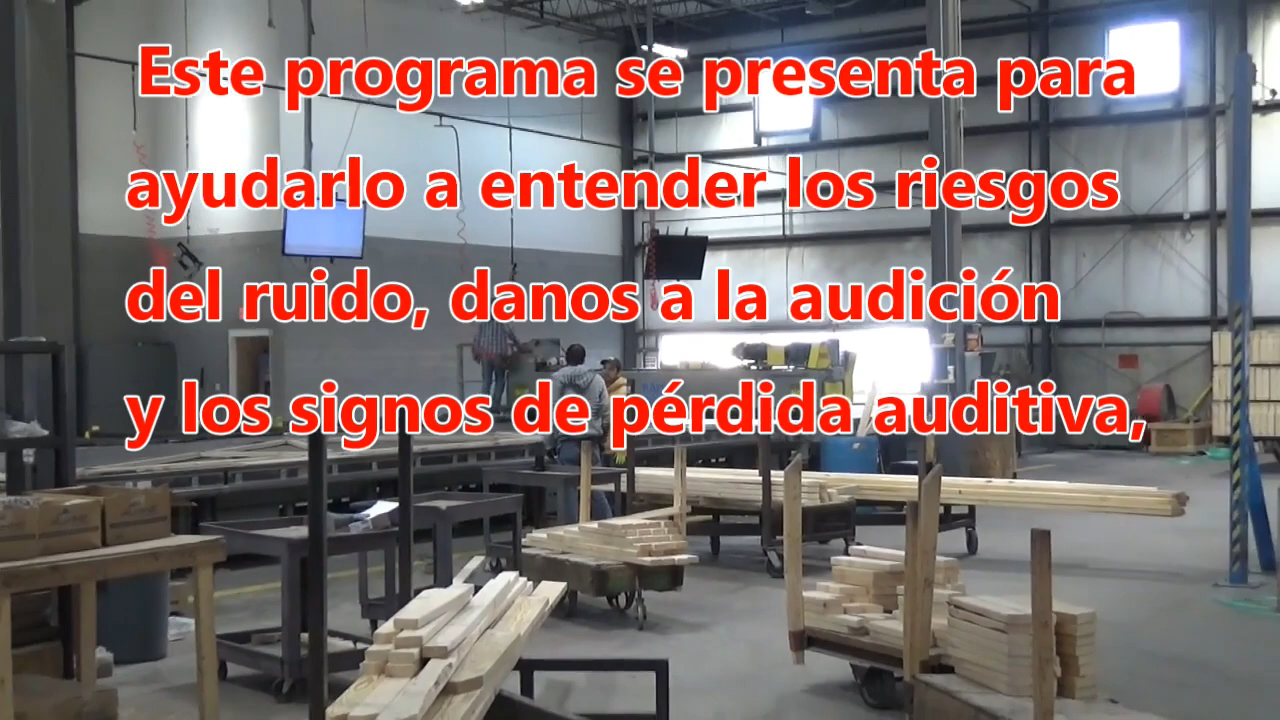 Este programa se presenta para
ayudarlo a entender los riesgos
del ruido, danos a la audición
y los signos de pérdida auditiva,